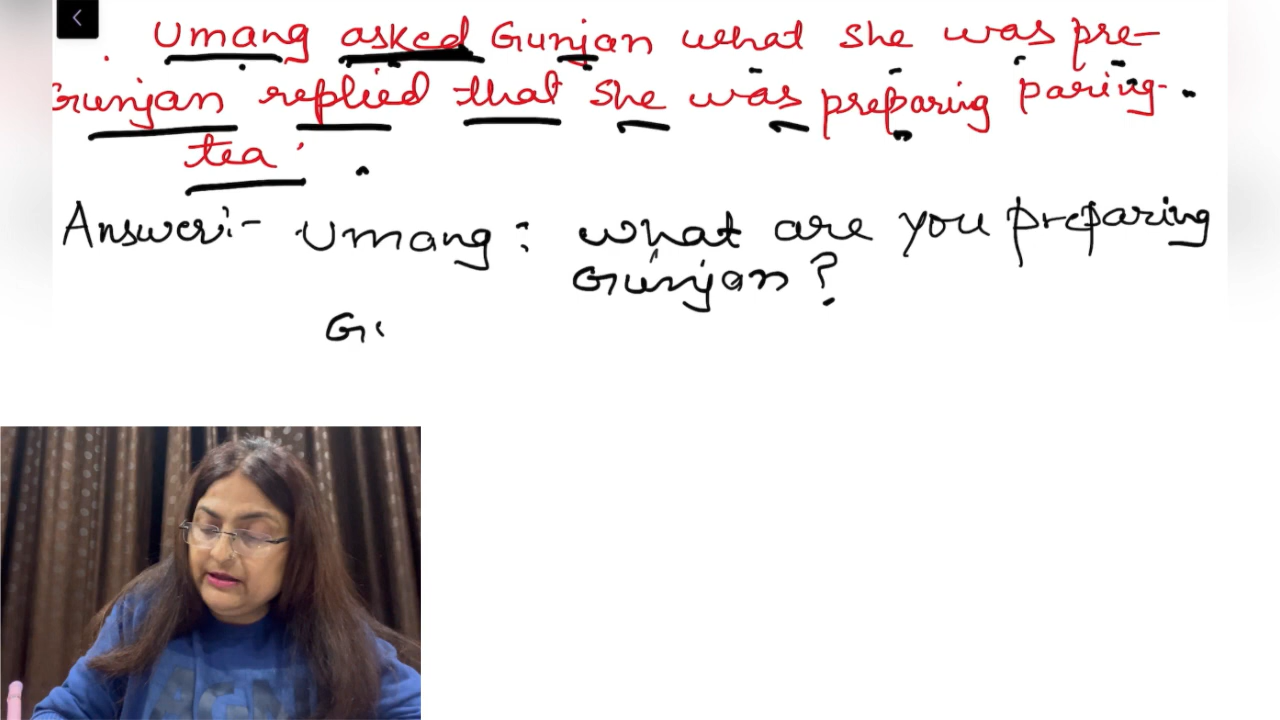 Umang asked Gunjan what she was pre-
Gunjan replied that she was preparing paring.
tea.
Answer:- Umang : what are you preparing
Gunjan ?
Gu